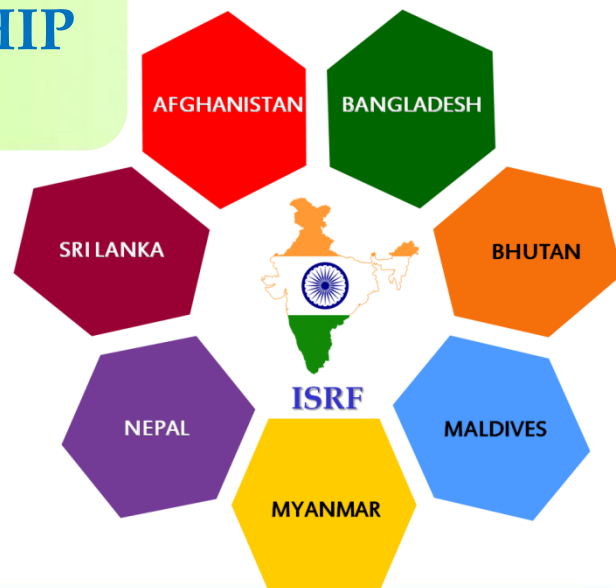 HIP
AFGHANISTAN
BANGLADESH
SRI LANKA
BHUTAN
ISRF
NEPAL
MALDIVES
MYANMAR